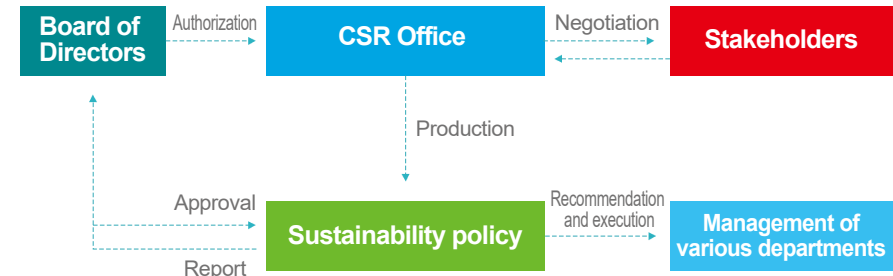 Board of
Directors
Authorization
CSR Office
Negotiation
Stakeholders
Production
Approval
Sustainability policy
Recommendation
and execution
Management of
various departments
Report